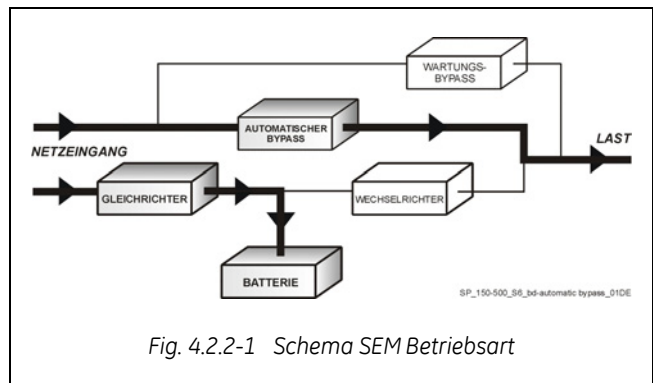 WARTUNGS-
BYPASS
AUTOMATISCHER
BYPASS
LAST
NETZEINGANG
GLEICHRICHTER
WECHSELRICHTER
BATTERIE
SP_150-500_S6_bd-automatic bypass_01DE
Fig. 4.2.2-1 Schema SEM Betriebsart